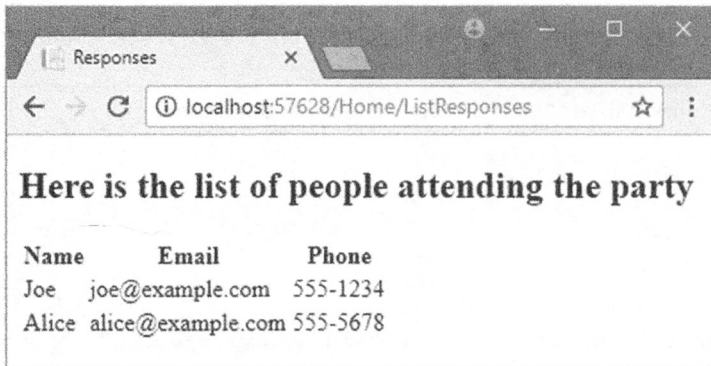 Responses
localhost:57628/Home/ListResponses
Here is the list of people attending the party
Name Email Phone
Joe joe@example.com 555-1234
Alice alice@example.com 555-5678